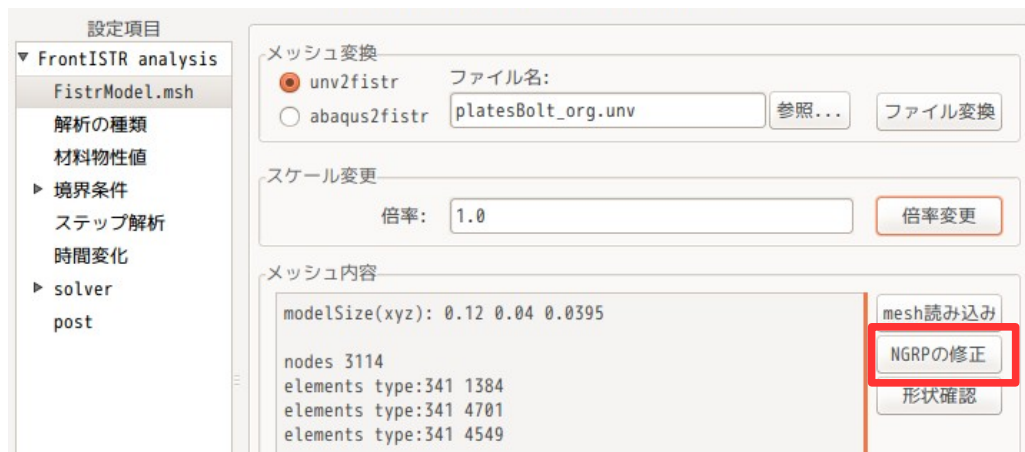 設定項目
▼ FrontISTR analysis
FistrModel.msh
解析の種類
材料物性値
▶ 境界条件
ステップ解析
時間変化
▶ solver
post
メッシュ変換
unv2fistr
ファイル名:
abaqus2fistr
platesBolt_org.unv
参照...
ファイル変換
スケール変更
倍率:
1.0
倍率変更
メッシュ内容
modelSize(xyz): 0.12 0.04 0.0395
nodes 3114
elements type:341 1384
elements type:341 4701
elements type:341 4549
mesh読み込み
NGRPの修正
形状確認